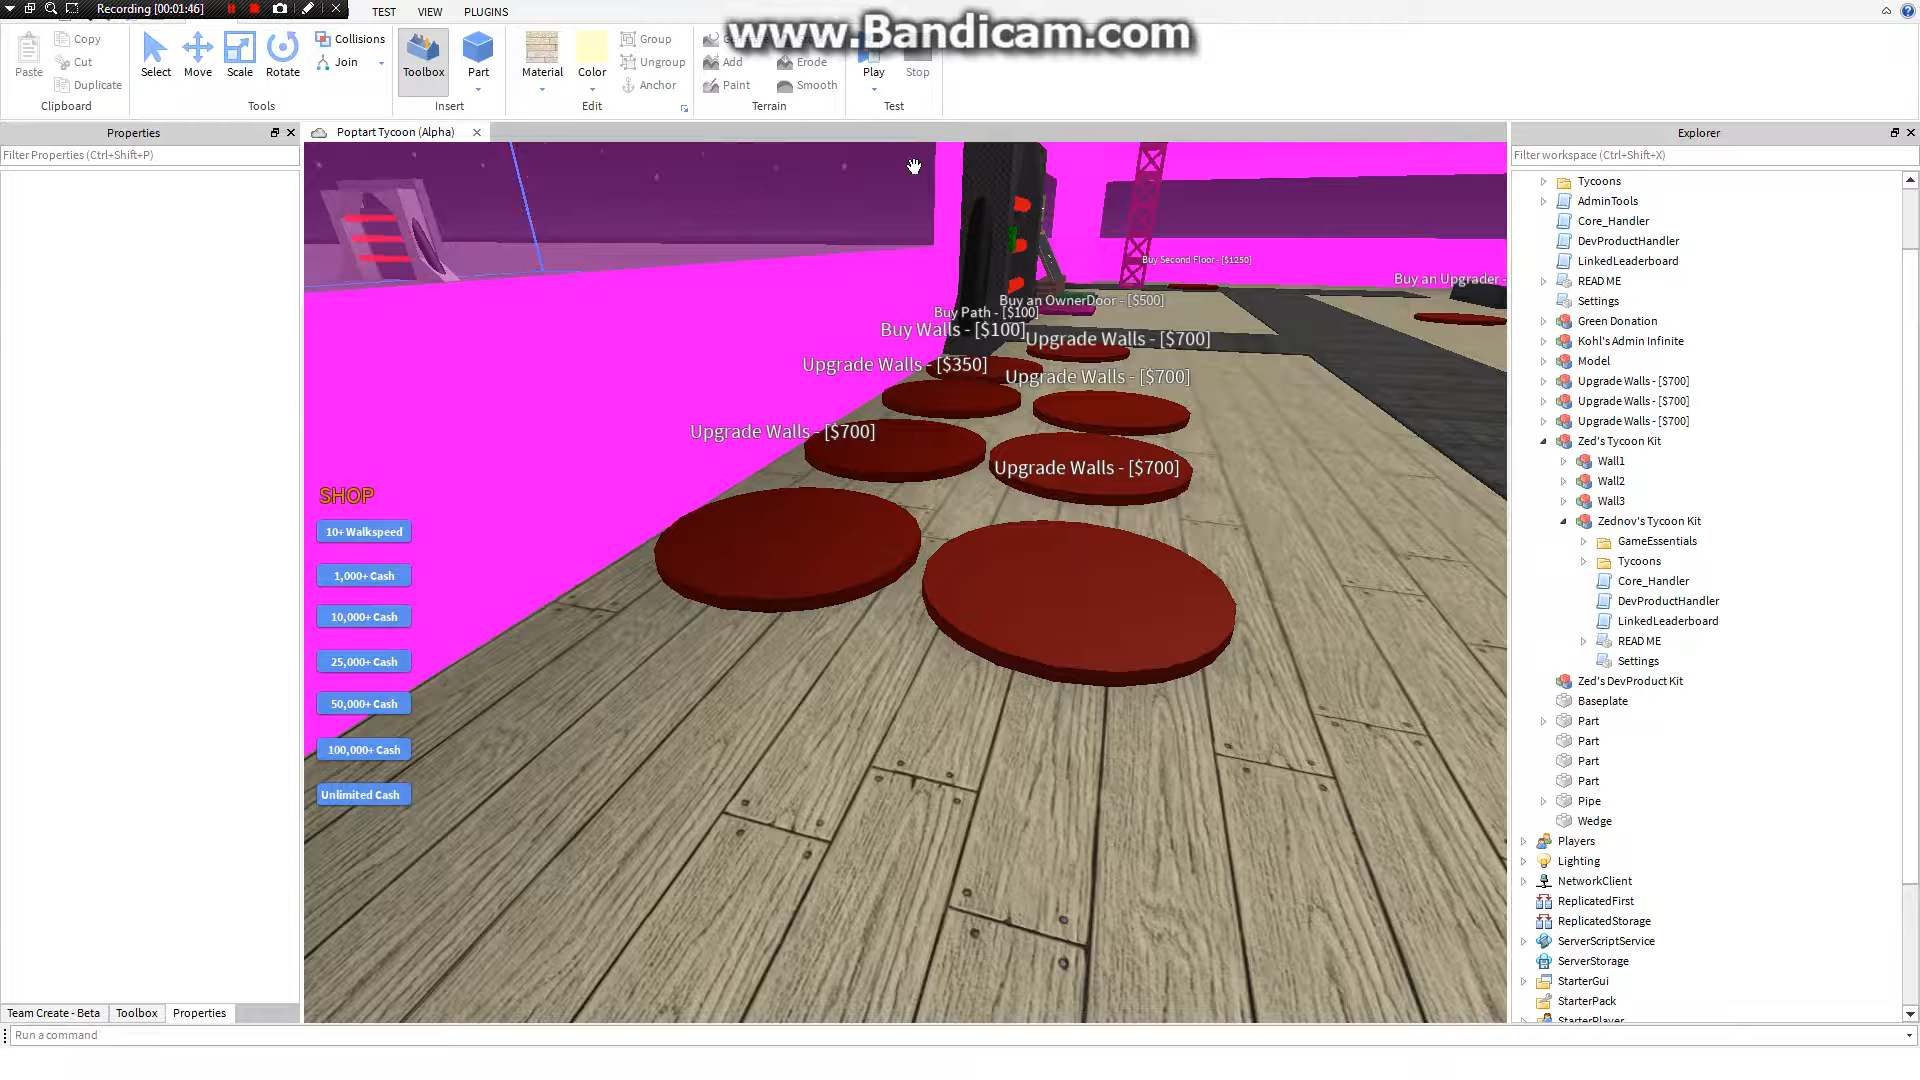 Recording [00:01:46]
TEST VIEW PLUGINS
www.Bandicam.com
Paste Copy Cut Duplicate
Clipboard
Select Move Scale Rotate Collisions Join
Tools
Toolbox Part
Insert
Material Color Group Ungroup Anchor
Edit
Add Erode
Paint Smooth
Terrain
Play Stop
Test
Properties
Filter Properties (Ctrl+Shift+P)
Poptart Tycoon (Alpha)
Explorer
Filter workspace (Ctrl+Shift+X)
Buy Second Floor - [$1250]
Buy an Upgrader -
Buy an OwnerDoor - [$500]
Buy Path - [$100]
Buy Walls - [$100]
Upgrade Walls - [$700]
Upgrade Walls - [$350]
Upgrade Walls - [$700]
Upgrade Walls - [$700]
Upgrade Walls - [$700]
SHOP
10+ Walkspeed
1,000+ Cash
10,000+ Cash
25,000+ Cash
50,000+ Cash
100,000+ Cash
Unlimited Cash
Tycoons
AdminTools
Core_Handler
DevProductHandler
LinkedLeaderboard
READ ME
Settings
Green Donation
Kohl's Admin Infinite
Model
Upgrade Walls - [$700]
Upgrade Walls - [$700]
Upgrade Walls - [$700]
Zed's Tycoon Kit
Wall1
Wall2
Wall3
Zednov's Tycoon Kit
GameEssentials
Tycoons
Core_Handler
DevProductHandler
LinkedLeaderboard
READ ME
Settings
Zed's DevProduct Kit
Baseplate
Part
Part
Part
Part
Pipe
Wedge
Players
Lighting
NetworkClient
ReplicatedFirst
ReplicatedStorage
ServerScriptService
ServerStorage
StarterGui
StarterPack
StarterPlayer
Team Create - Beta Toolbox Properties
Run a command